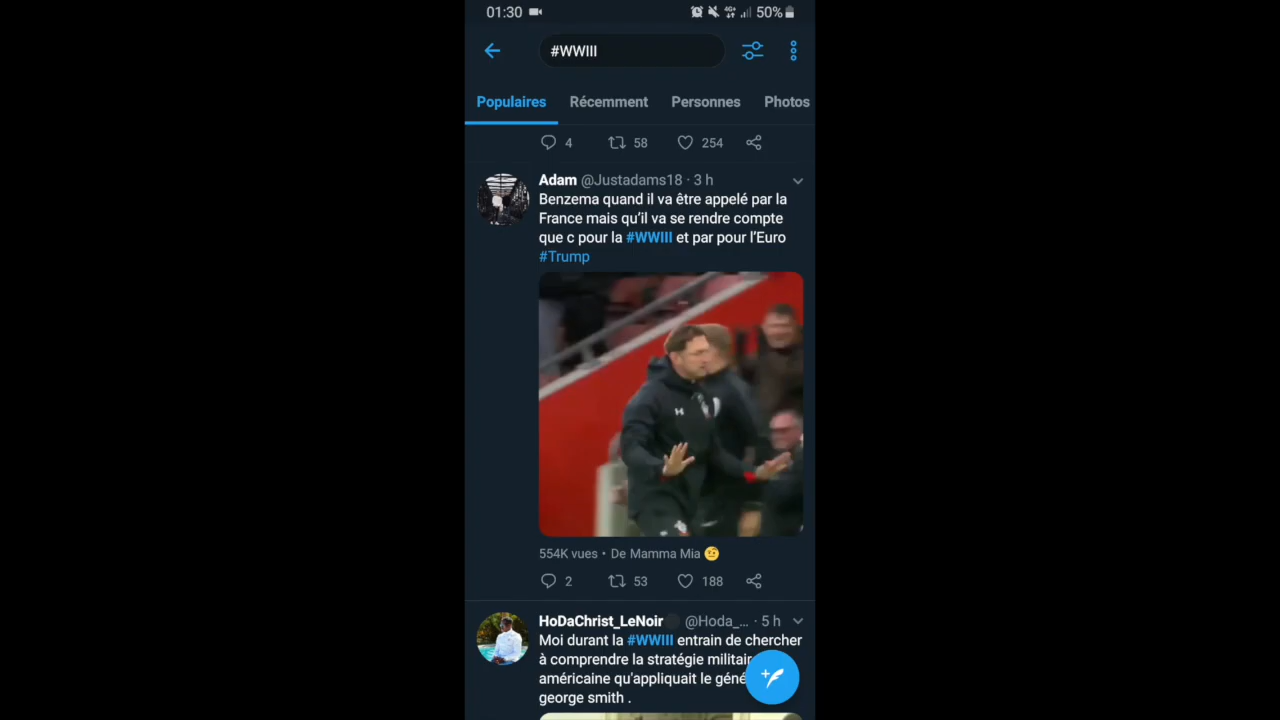 01:30 4G+ 50%
#WWIII
Populaires Récemment Personnes Photos
4 58 254
Adam @Justadams18 · 3 h
Benzema quand il va être appelé par la
France mais qu'il va se rendre compte
que c pour la #WWIII et par pour l'Euro
#Trump
554K vues • De Mamma Mia 🤨
2 53 188
HoDaChrist_LeNoir @Hoda_... · 5 h
Moi durant la #WWIII entrain de chercher
à comprendre la stratégie militair
américaine qu'appliquait le géné
george smith .